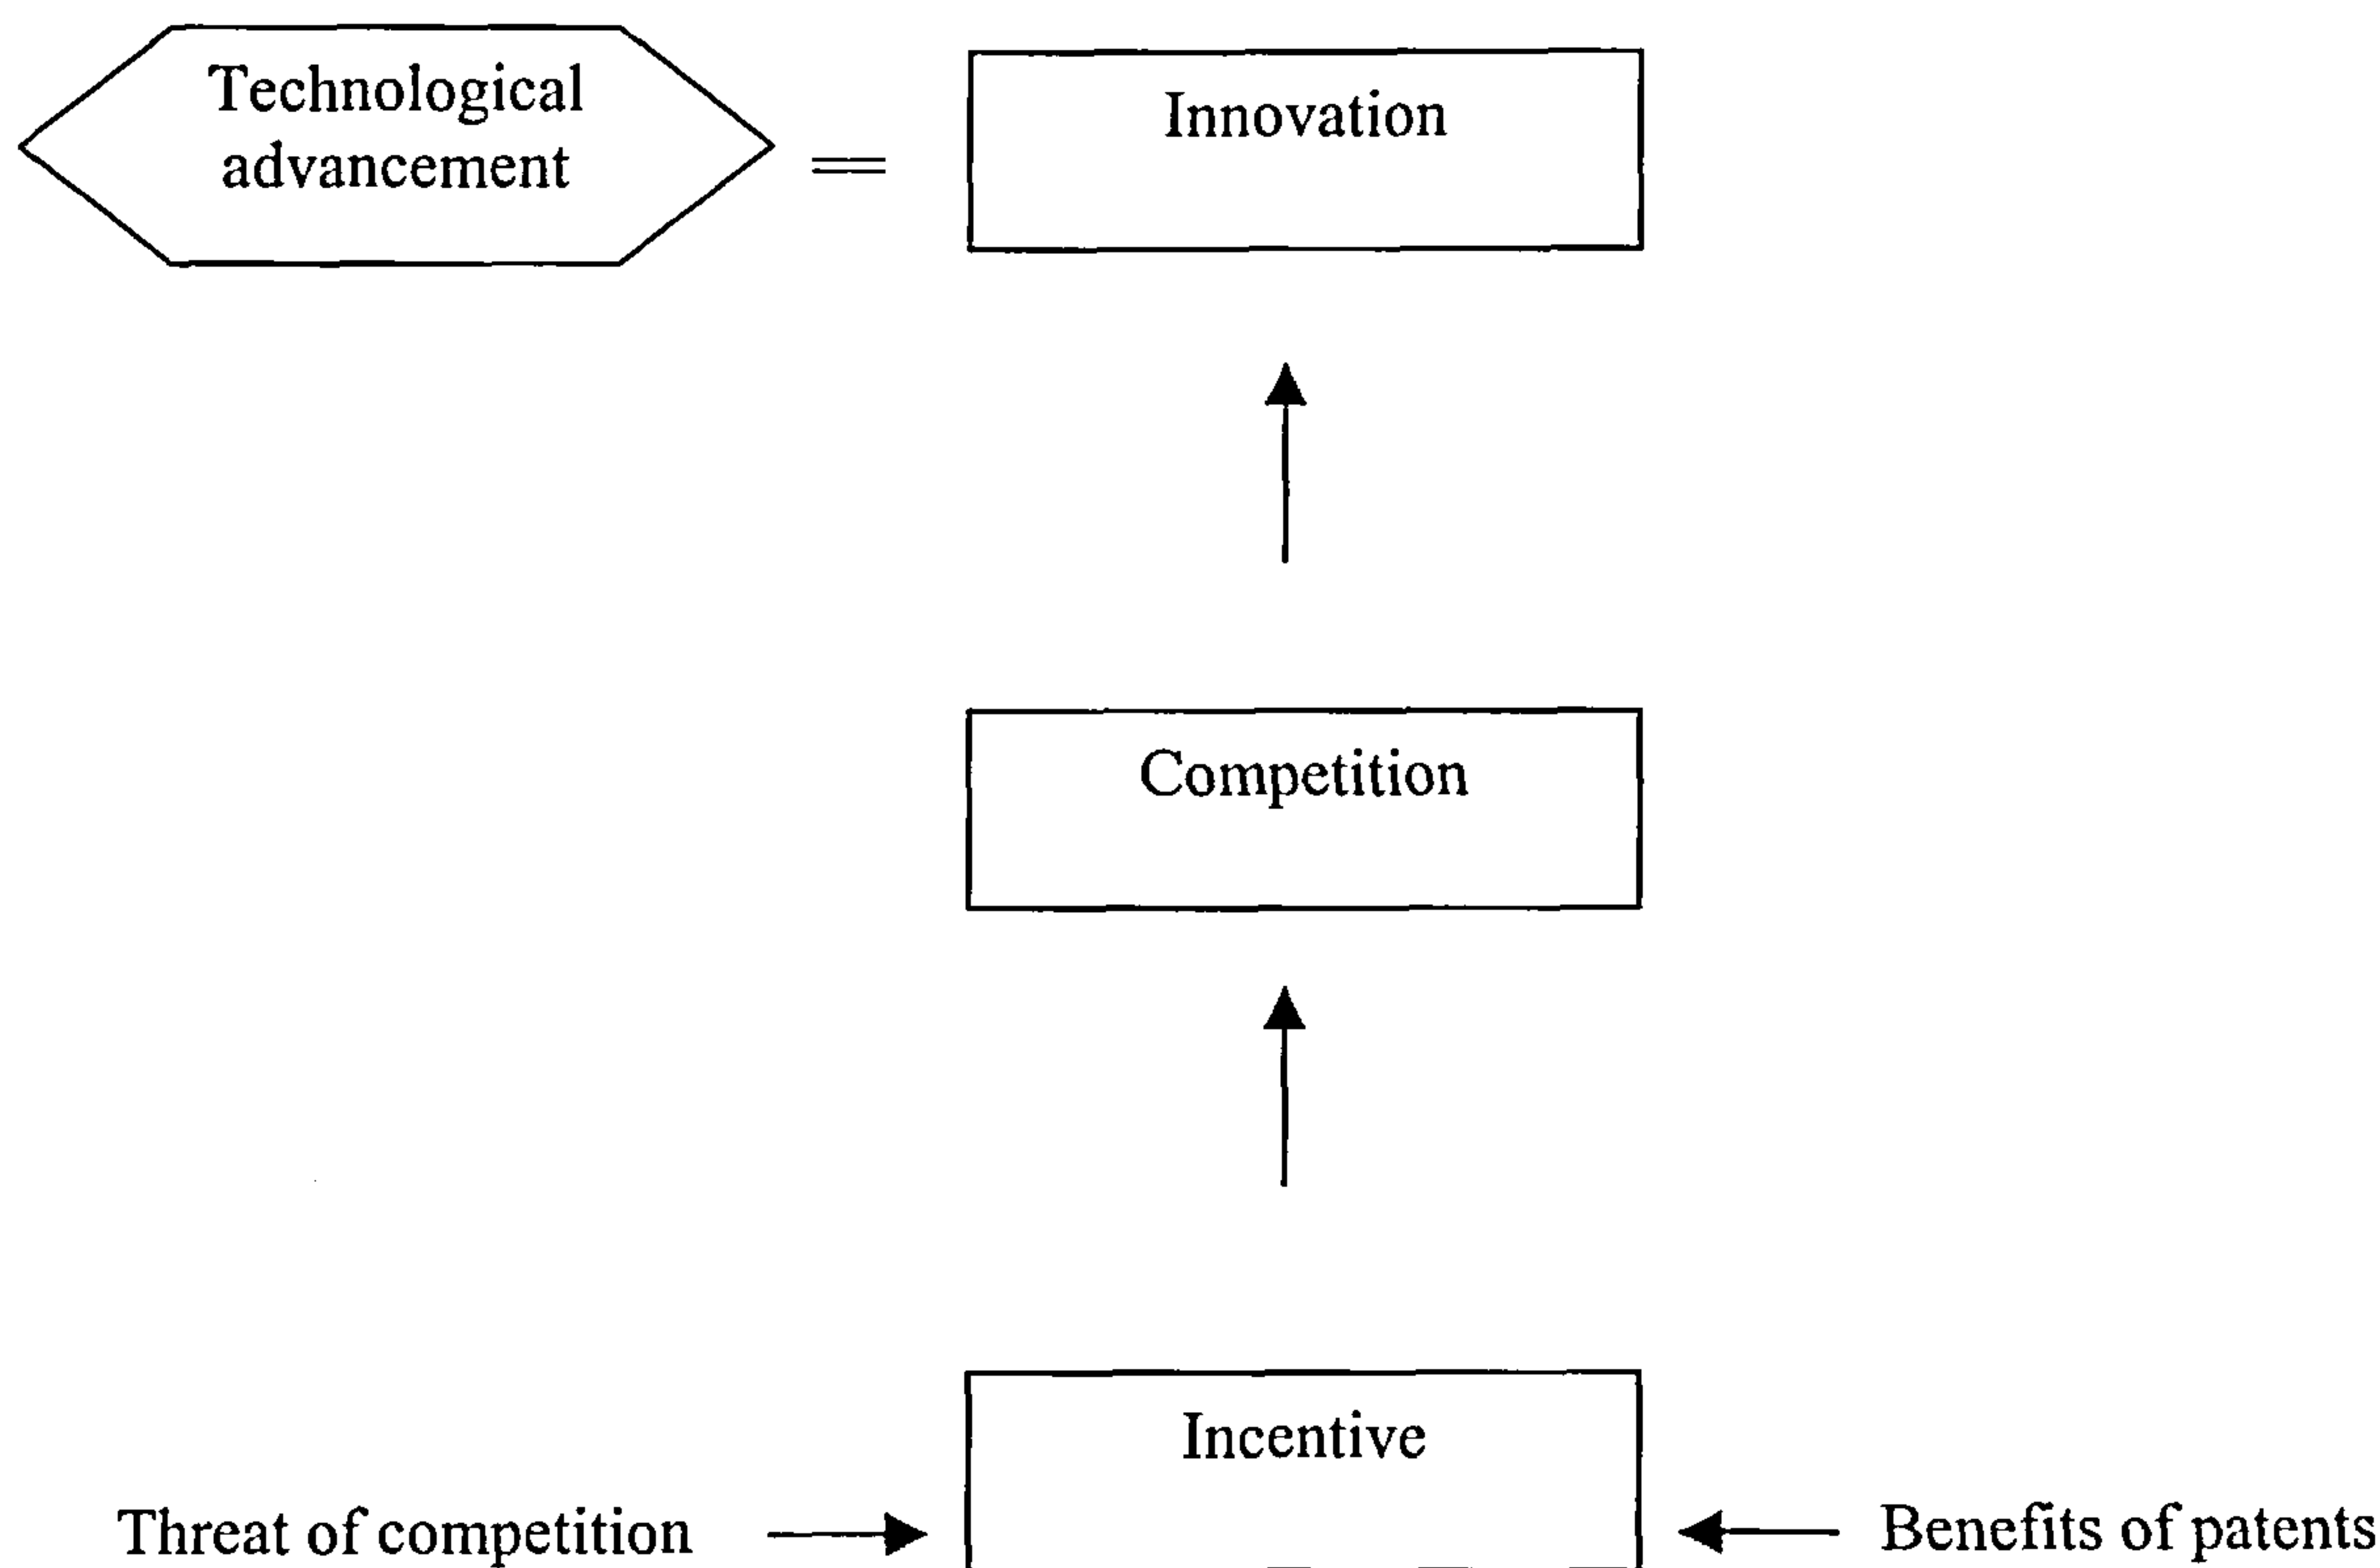 Technological
advancement
=
Innovation
Competition
Incentive
Threat of competition
Benefits of patents